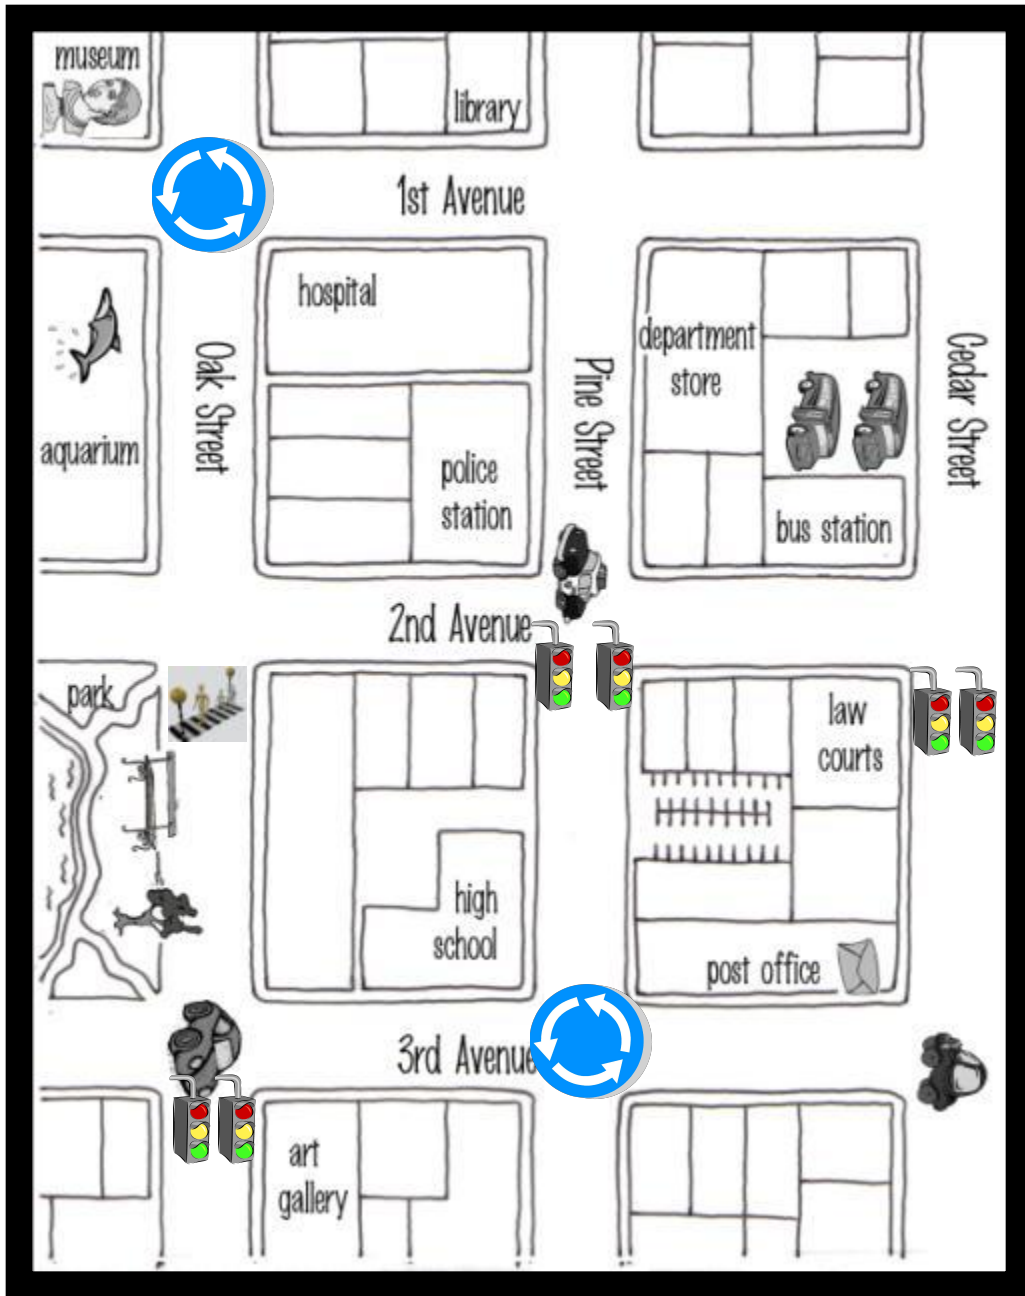 museum
library
1st Avenue
hospital
department
store
Oak Street
Pine Street
Cedar Street
aquarium
police
station
bus station
2nd Avenue
park
law
courts
high
school
post office
3rd Avenue
art
gallery